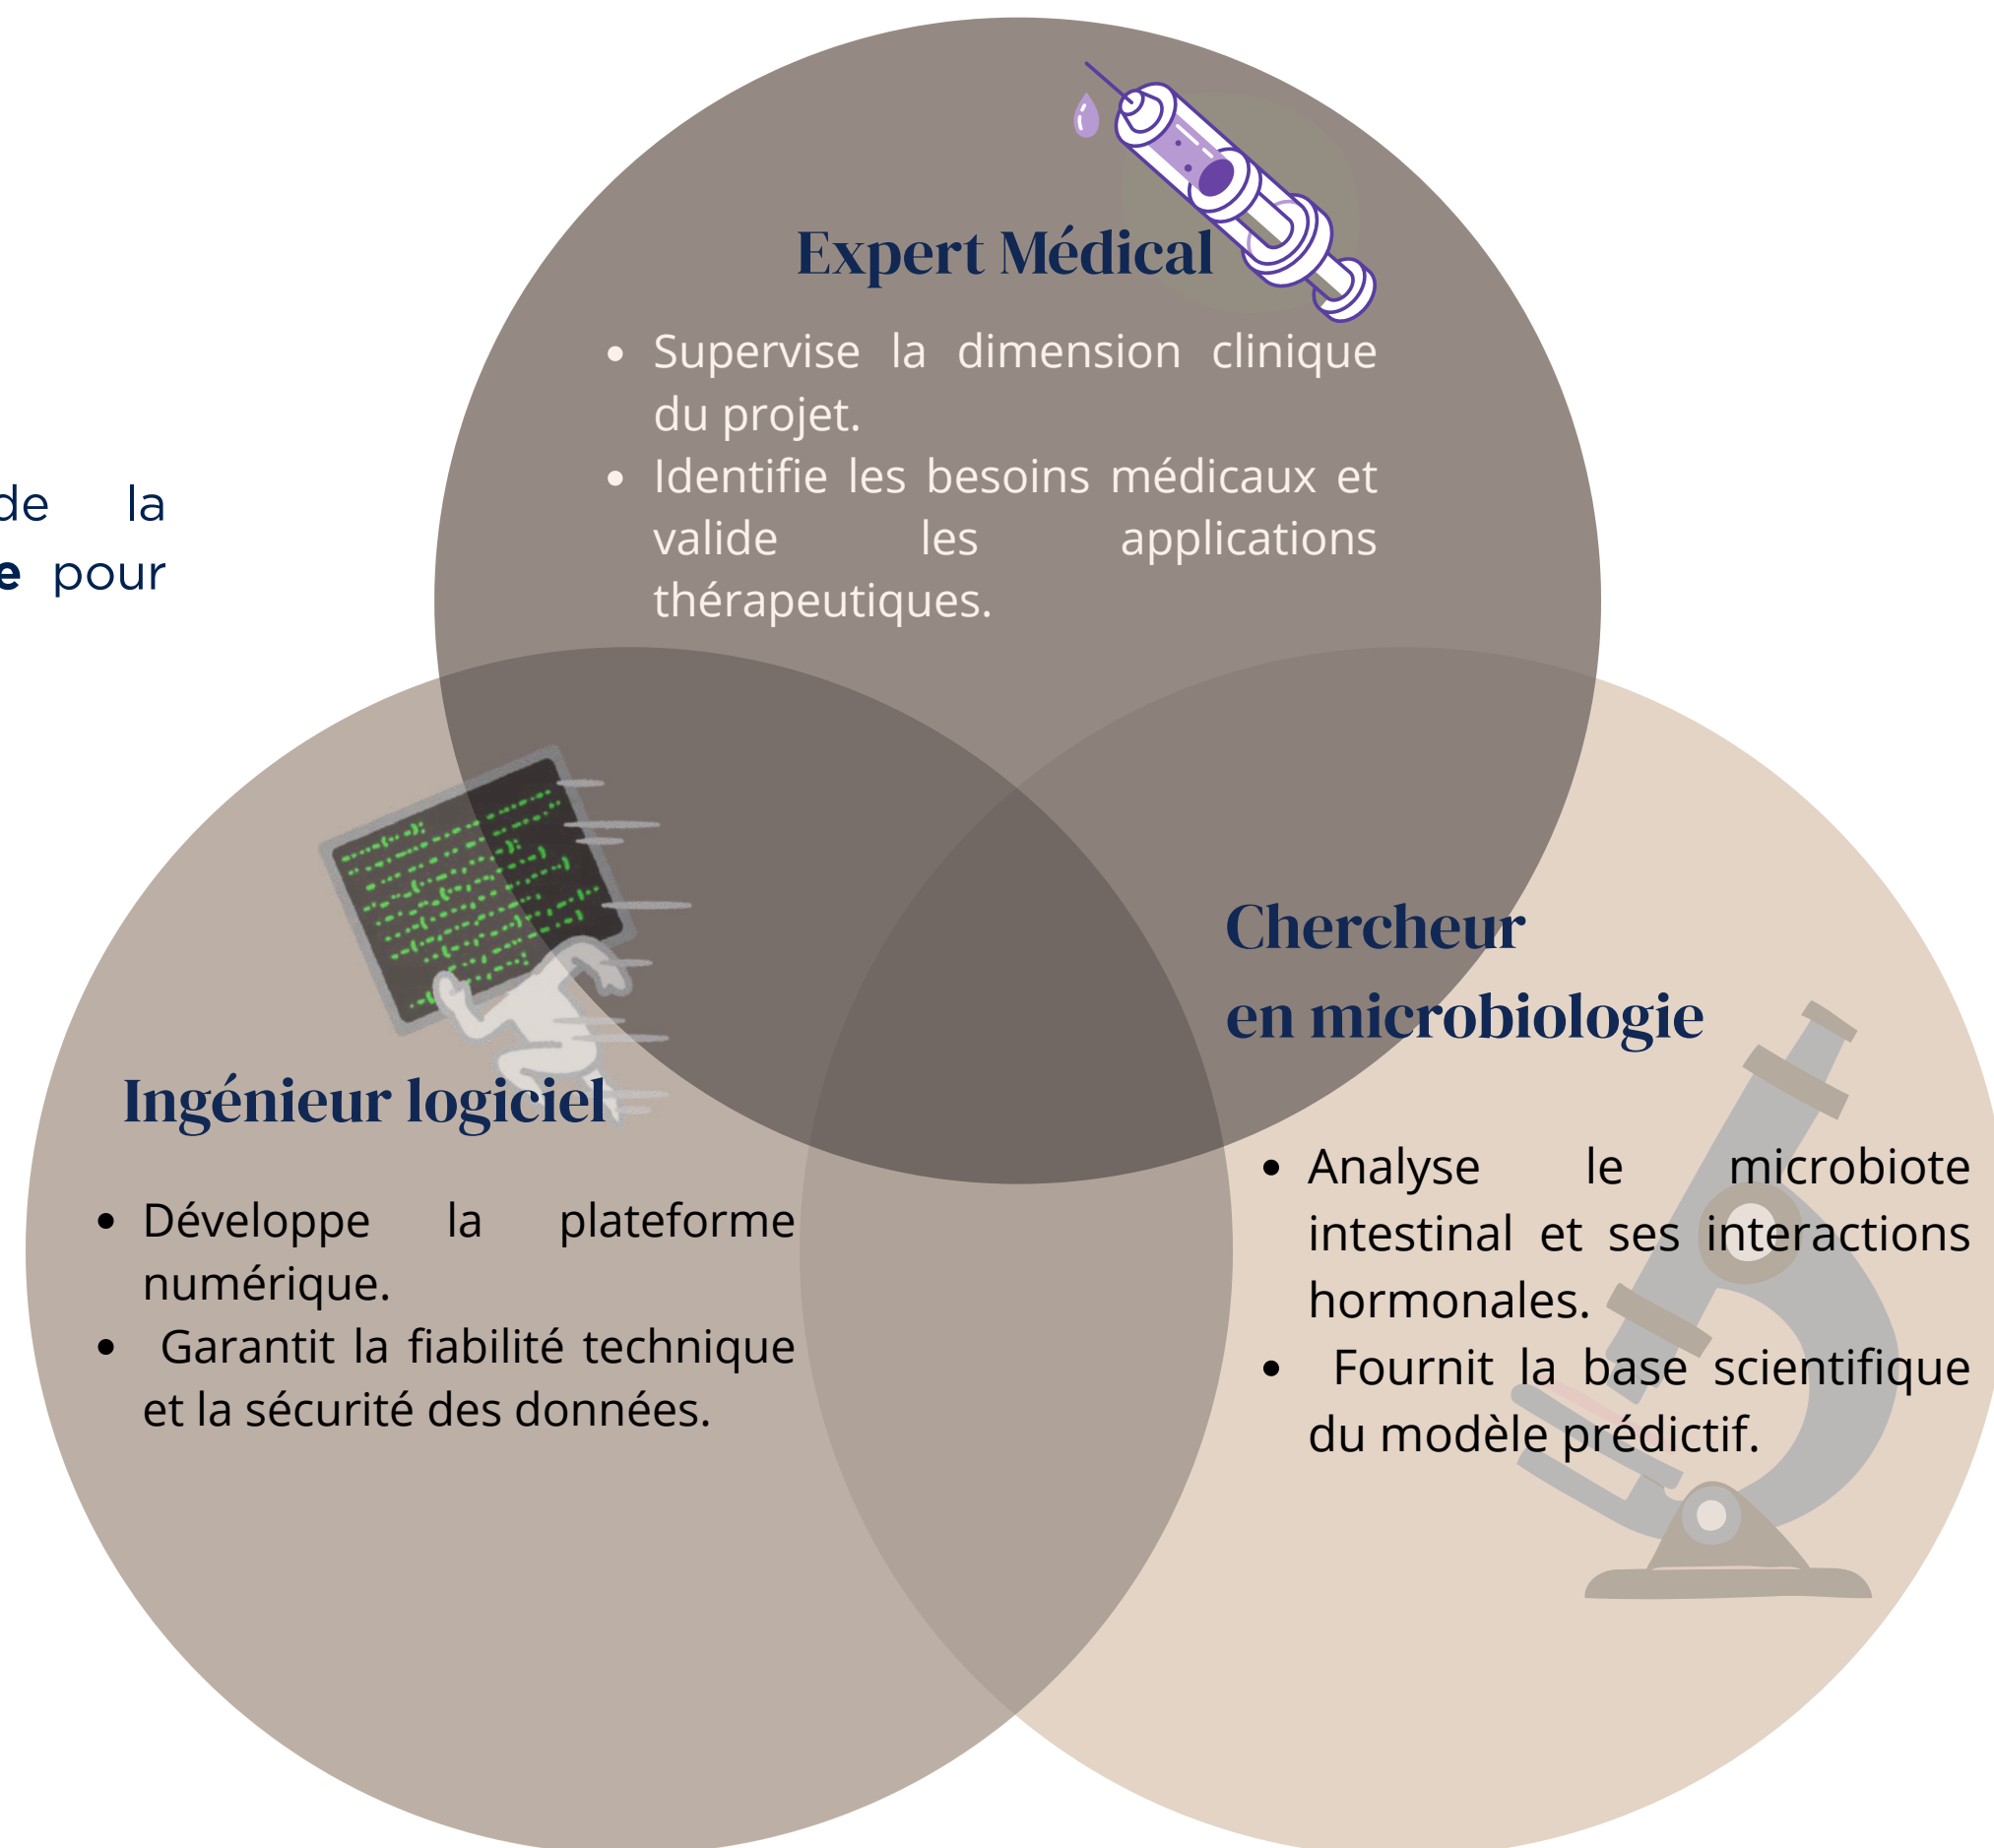 de la
e pour
Expert Médical
• Supervise la dimension clinique
du projet.
• Identifie les besoins médicaux et
valide les applications
thérapeutiques.
Chercheur
en microbiologie
• Analyse le microbiote
intestinal et ses interactions
hormonales.
• Fournit la base scientifique
du modèle prédictif.
Ingénieur logiciel
• Développe la plateforme
numérique.
• Garantit la fiabilité technique
et la sécurité des données.